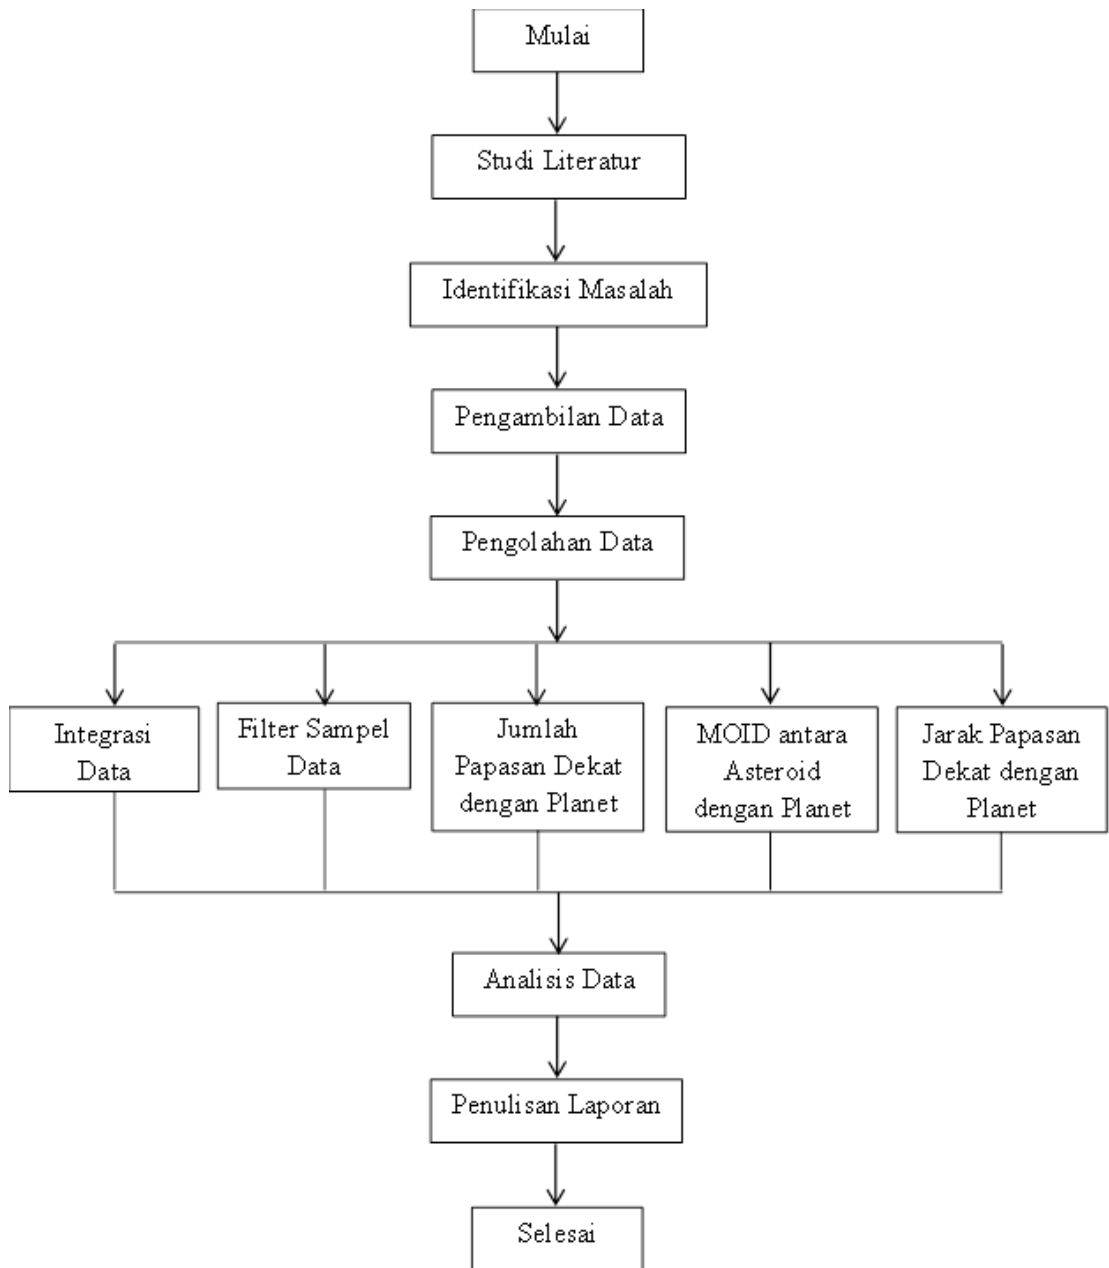 Mulai
Studi Literatur
Identifikasi Masalah
Pengambilan Data
Pengolahan Data
Integrasi
Data
Filter Sampel
Data
Jumlah
Papasan Dekat
dengan Planet
MOID antara
Asteroid
dengan Planet
Jarak Papasan
Dekat dengan
Planet
Analisis Data
Penulisan Laporan
Selesai